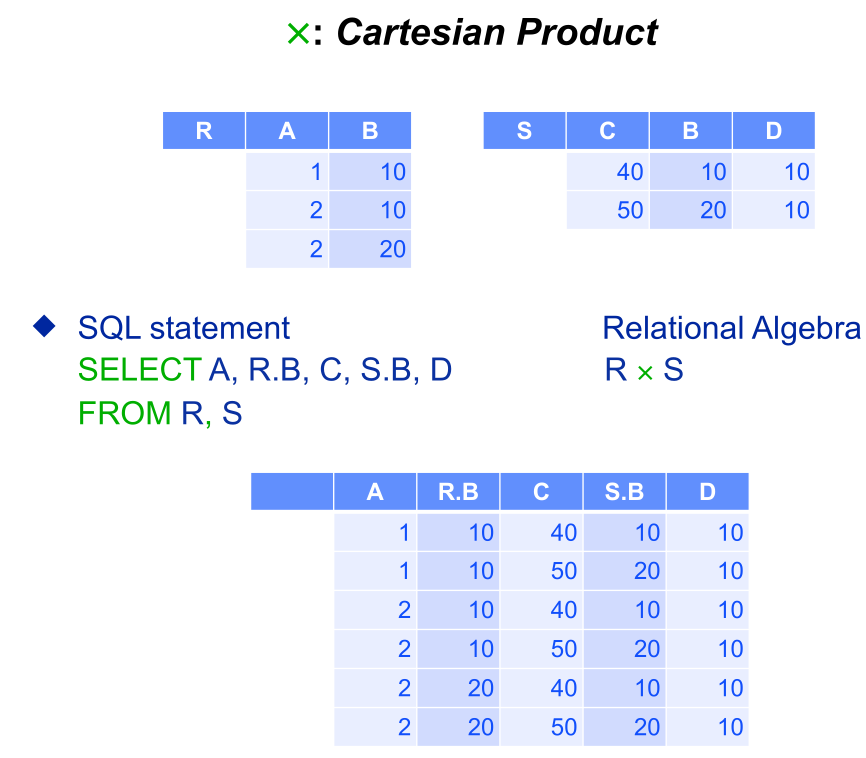 ×: Cartesian Product
R A B
1 10
2 10
2 20
S C B D
40 10 10
50 20 10
◆ SQL statement
SELECT A, R.B, C, S.B, D
FROM R, S
Relational Algebra
R × S
A R.B C S.B D
1 10 40 10 10
1 10 50 20 10
2 10 40 10 10
2 10 50 20 10
2 20 40 10 10
2 20 50 20 10